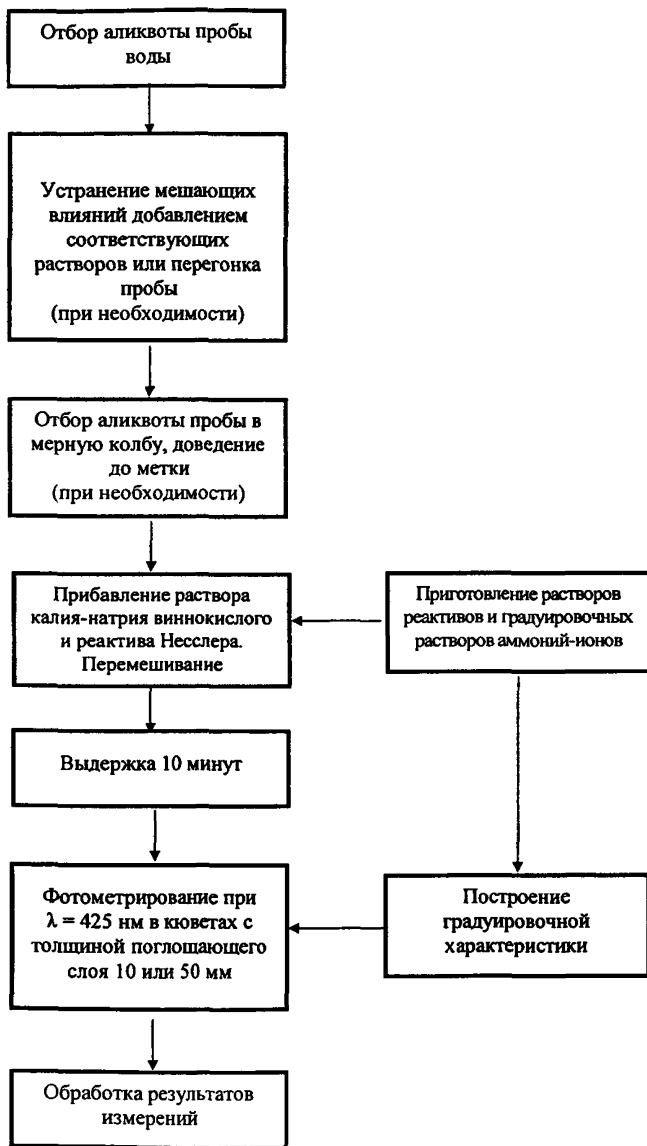 Отбор аликвоты пробы
воды
Устранение мешающих
влияний добавлением
соответствующих
растворов или перегонка
пробы
(при необходимости)
Отбор аликвоты пробы в
мерную колбу, доведение
до метки
(при необходимости)
Прибавление раствора
калия-натрия виннокислого
и реактива Несслера.
Перемешивание
Приготовление растворов
реактивов и градуировочных
растворов аммоний-ионов
Выдержка 10 минут
Фотометрирование при
λ = 425 нм в кюветах с
толщиной поглощающего
слоя 10 или 50 мм
Построение
градуировочной
характеристики
Обработка результатов
измерений